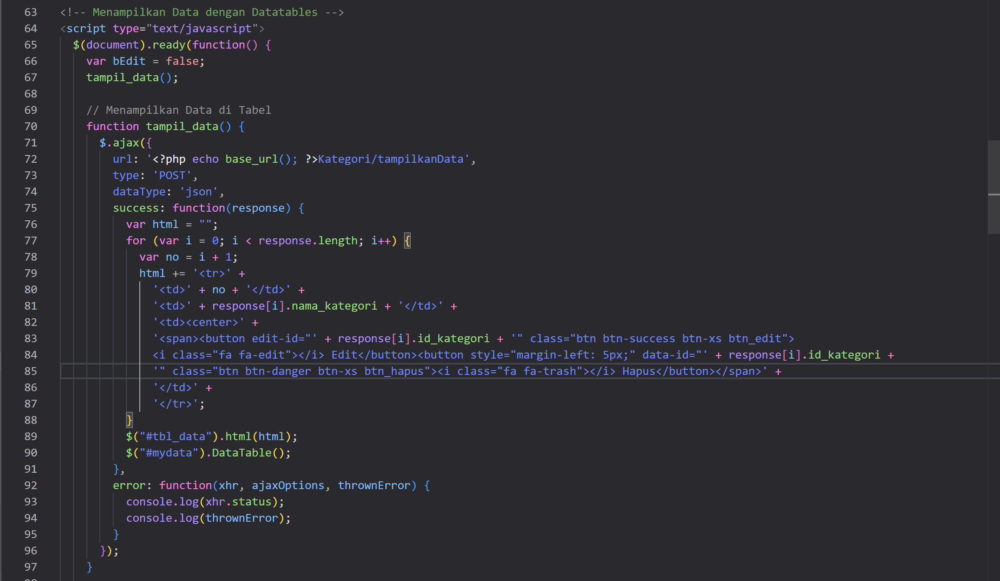 63 <!-- Menampilkan Data dengan Datatables -->
64 <script type="text/javascript">
65 $(document).ready(function() {
66 var bEdit = false;
67 tampil_data();
68
69 // Menampilkan Data di Tabel
70 function tampil_data() {
71 $.ajax({
72 url: '<?php echo base_url(); ?>Kategori/tampilkanData',
73 type: 'POST',
74 dataType: 'json',
75 success: function(response) {
76 var html = "";
77 for (var i = 0; i < response.length; i++) {
78 var no = i + 1;
79 html += '<tr>' +
80 '<td>' + no + '</td>' +
81 '<td>' + response[i].nama_kategori + '</td>' +
82 '<td><center>' +
83 '<span><button edit-id="' + response[i].id_kategori + '" class="btn btn-success btn-xs btn_edit">
84 <i class="fa fa-edit"></i> Edit</button><button style="margin-left: 5px;" data-id="' + response[i].id_kategori +
85 '" class="btn btn-danger btn-xs btn_hapus"><i class="fa fa-trash"></i> Hapus</button></span>' +
86 '</td>' +
87 '</tr>';
88 }
89 $("#tbl_data").html(html);
90 $("#mydata").DataTable();
91 },
92 error: function(xhr, ajaxOptions, thrownError) {
93 console.log(xhr.status);
94 console.log(thrownError);
95 }
96 });
97 }